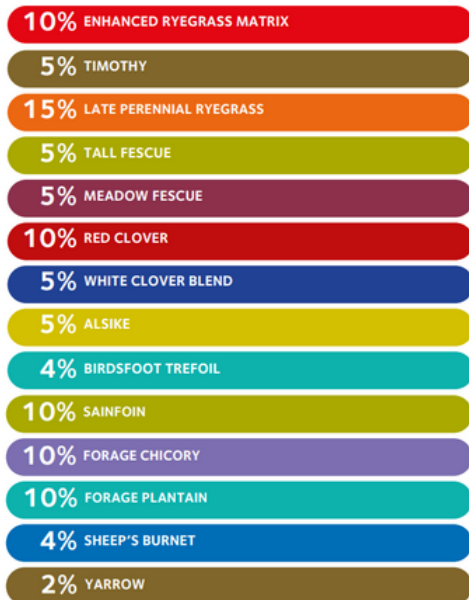 10% ENHANCED RYEGRASS MATRIX
5% TIMOTHY
15% LATE PERENNIAL RYEGRASS
5% TALL FESCUE
5% MEADOW FESCUE
10% RED CLOVER
5% WHITE CLOVER BLEND
5% ALSIKE
4% BIRDSFOOT TREFOIL
10% SAINFOIN
10% FORAGE CHICORY
10% FORAGE PLANTAIN
4% SHEEP'S BURNET
2% YARROW